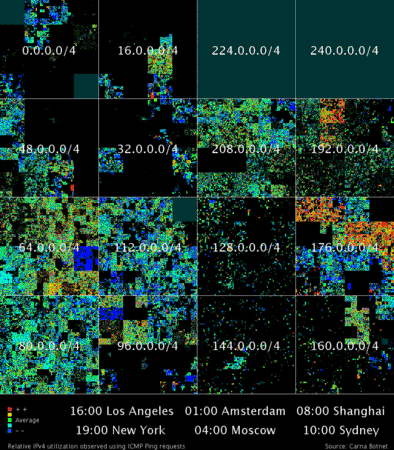 0.0.0.0/4 16.0.0.0/4 224.0.0.0/4 240.0.0.0/4
48.0.0.0/4 32.0.0.0/4 208.0.0.0/4 192.0.0.0/4
64.0.0.0/4 112.0.0.0/4 128.0.0.0/4 176.0.0.0/4
80.0.0.0/4 96.0.0.0/4 144.0.0.0/4 160.0.0.0/4
+ +
Average
- -
16:00 Los Angeles 01:00 Amsterdam 08:00 Shanghai
19:00 New York 04:00 Moscow 10:00 Sydney
Relative IPv4 utilization observed using ICMP Ping requests
Source: Carna Botnet